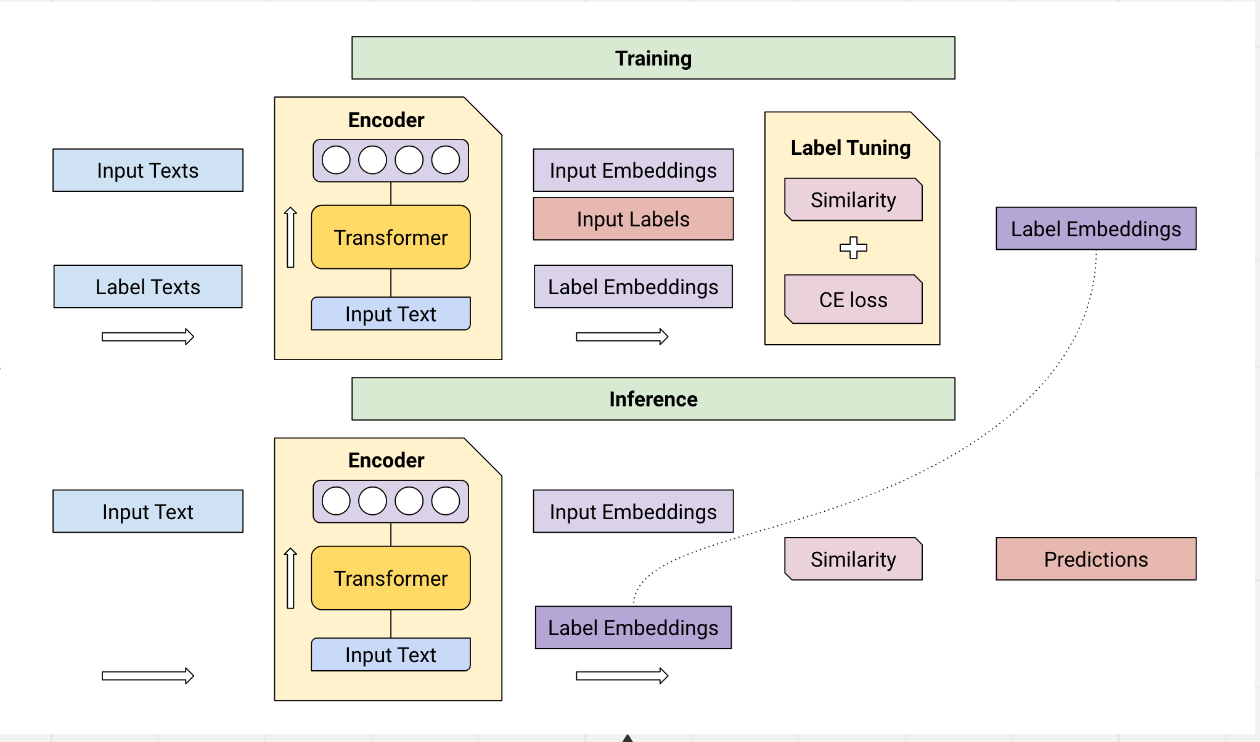 Training
Input Texts
Label Texts
Encoder
Transformer
Input Text
Input Embeddings
Input Labels
Label Embeddings
Label Tuning
Similarity
CE loss
Label Embeddings
Inference
Input Text
Encoder
Transformer
Input Text
Input Embeddings
Label Embeddings
Similarity
Predictions